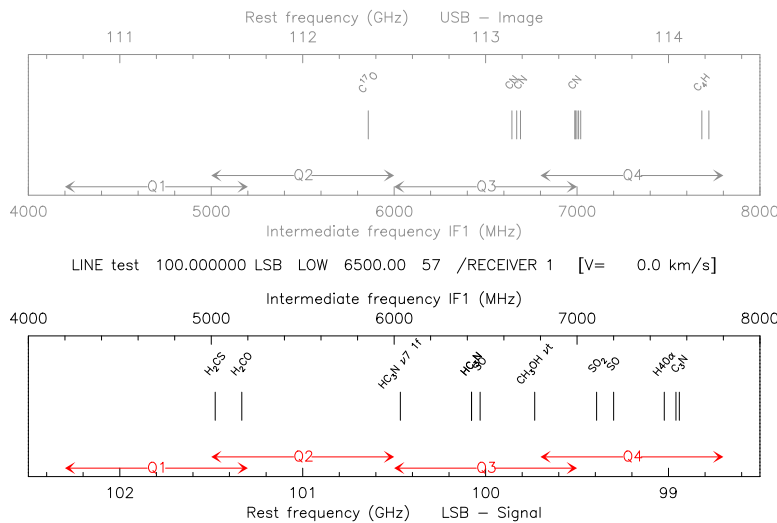 Rest frequency (GHz) USB - Image
111 112 113 114
C¹⁷O CN CN CN C₄H
Q2 Q4
Q1 Q3
4000 5000 6000 7000 8000
Intermediate frequency IF1 (MHz)
LINE test 100.000000 LSB LOW 6500.00 57 /RECEIVER 1 [V= 0.0 km/s]
Intermediate frequency IF1 (MHz)
4000 5000 6000 7000 8000
H₂CS H₂CO HC₃N ν7 1f HC₃N SO CH₃OH νt SO₂ SO H40α C₃N
Q2 Q4
Q1 Q3
102 101 100 99
Rest frequency (GHz) LSB - Signal